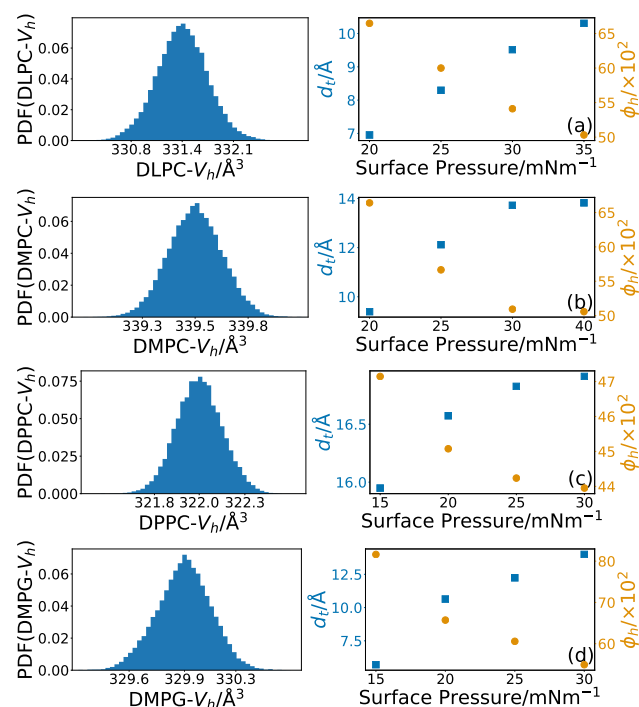 PDF(DLPC-Vₕ)
0.06
0.04
0.02
0.00
330.8 331.4 332.1
DLPC-Vₕ/Å³
dₜ/Å
10
9
8
7
20 25 30 35
Surface Pressure/mNm⁻¹
65
60
55
50
ϕₕ/×10²
(a)
PDF(DMPC-Vₕ)
0.06
0.04
0.02
0.00
339.3 339.5 339.8
DMPC-Vₕ/Å³
dₜ/Å
14
12
10
20 25 30 40
Surface Pressure/mNm⁻¹
65
60
55
50
ϕₕ/×10²
(b)
PDF(DPPC-Vₕ)
0.075
0.050
0.025
0.000
321.8 322.0 322.3
DPPC-Vₕ/Å³
dₜ/Å
16.5
16.0
15 20 25 30
Surface Pressure/mNm⁻¹
47
46
45
44
ϕₕ/×10²
(c)
PDF(DMPG-Vₕ)
0.06
0.04
0.02
0.00
329.6 329.9 330.3
DMPG-Vₕ/Å³
dₜ/Å
12.5
10.0
7.5
15 20 25 30
Surface Pressure/mNm⁻¹
80
70
60
ϕₕ/×10²
(d)